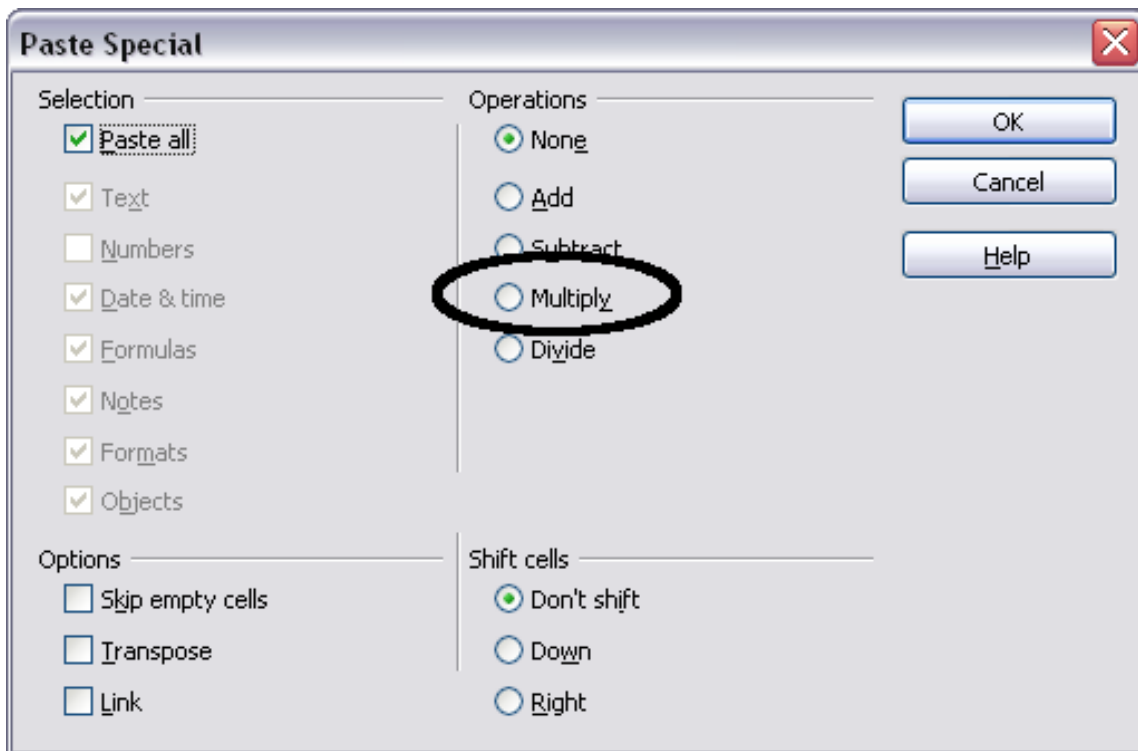 Paste Special
Selection
Paste all
Text
Numbers
Date & time
Formulas
Notes
Formats
Objects
Operations
None
Add
Subtract
Multiply
Divide
OK
Cancel
Help
Options
Skip empty cells
Transpose
Link
Shift cells
Don't shift
Down
Right